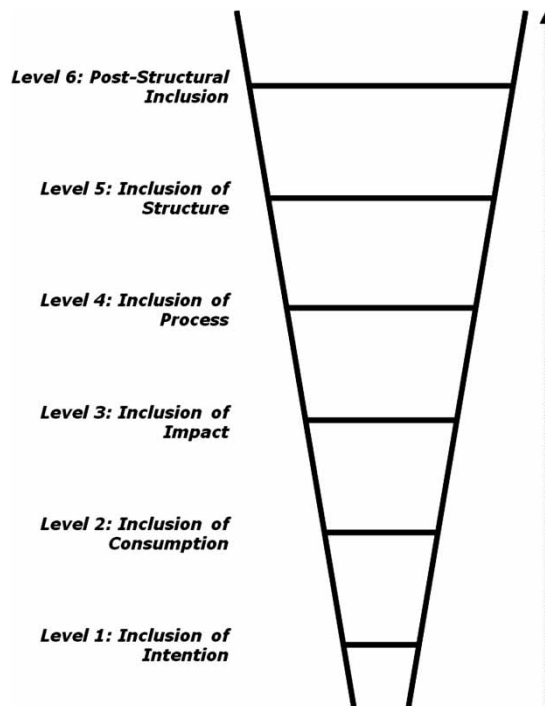 Level 6: Post-Structural
Inclusion
Level 5: Inclusion of
Structure
Level 4: Inclusion of
Process
Level 3: Inclusion of
Impact
Level 2: Inclusion of
Consumption
Level 1: Inclusion of
Intention